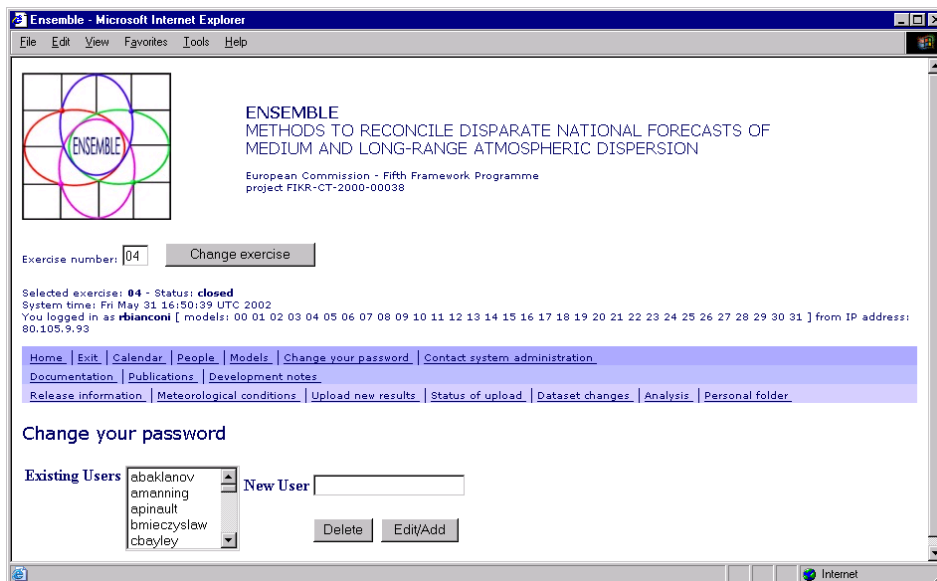 Ensemble - Microsoft Internet Explorer
File Edit View Favorites Tools Help
ENSEMBLE
ENSEMBLE
METHODS TO RECONCILE DISPARATE NATIONAL FORECASTS OF
MEDIUM AND LONG-RANGE ATMOSPHERIC DISPERSION
European Commission - Fifth Framework Programme
project FIKR-CT-2000-00038
Exercise number: 04 Change exercise
Selected exercise: 04 - Status: closed
System time: Fri May 31 16:50:39 UTC 2002
You logged in as rbianconi [ models: 00 01 02 03 04 05 06 07 08 09 10 11 12 13 14 15 16 17 18 19 20 21 22 23 24 25 26 27 28 29 30 31 ] from IP address:
80.105.9.93
Home | Exit | Calendar | People | Models | Change your password | Contact system administration
Documentation | Publications | Development notes
Release information | Meteorological conditions | Upload new results | Status of upload | Dataset changes | Analysis | Personal folder
Change your password
Existing Users
abaklanov
amanning
apinault
bmieczyslaw
cbayley
New User
Delete Edit/Add
Internet